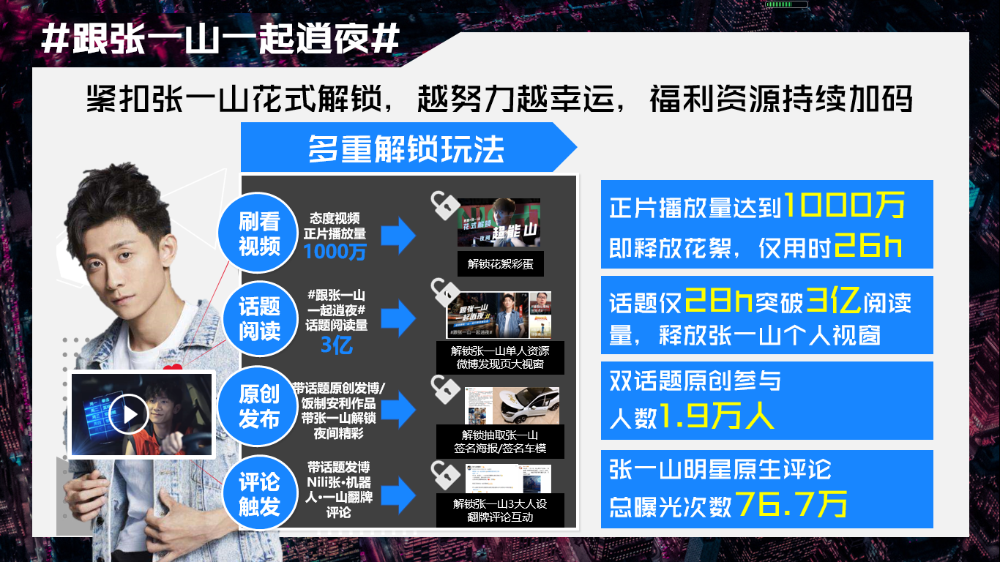 #跟张一山一起逍夜#
紧扣张一山花式解锁，越努力越幸运，福利资源持续加码
多重解锁玩法
刷看
视频
态度视频
正片播放量
1000万
花式解锁
夜间
超能山
解锁花絮彩蛋
话题
阅读
#跟张一山
一起逍夜#
话题阅读量
3亿
跟张一山
一起逍夜#
#跟张一山一起逍夜#
解锁张一山单人资源
微博发现页大视窗
原创
发布
带话题原创发博/
饭制安利作品
带张一山解锁
夜间精彩
解锁抽取张一山
签名海报/签名车模
评论
触发
带话题发博
Nili张·机器
人·一山翻牌
评论
解锁张一山3大人设
翻牌评论互动
正片播放量达到1000万
即释放花絮，仅用时26h
话题仅28h突破3亿阅读
量，释放张一山个人视窗
双话题原创参与
人数1.9万人
张一山明星原生评论
总曝光次数76.7万